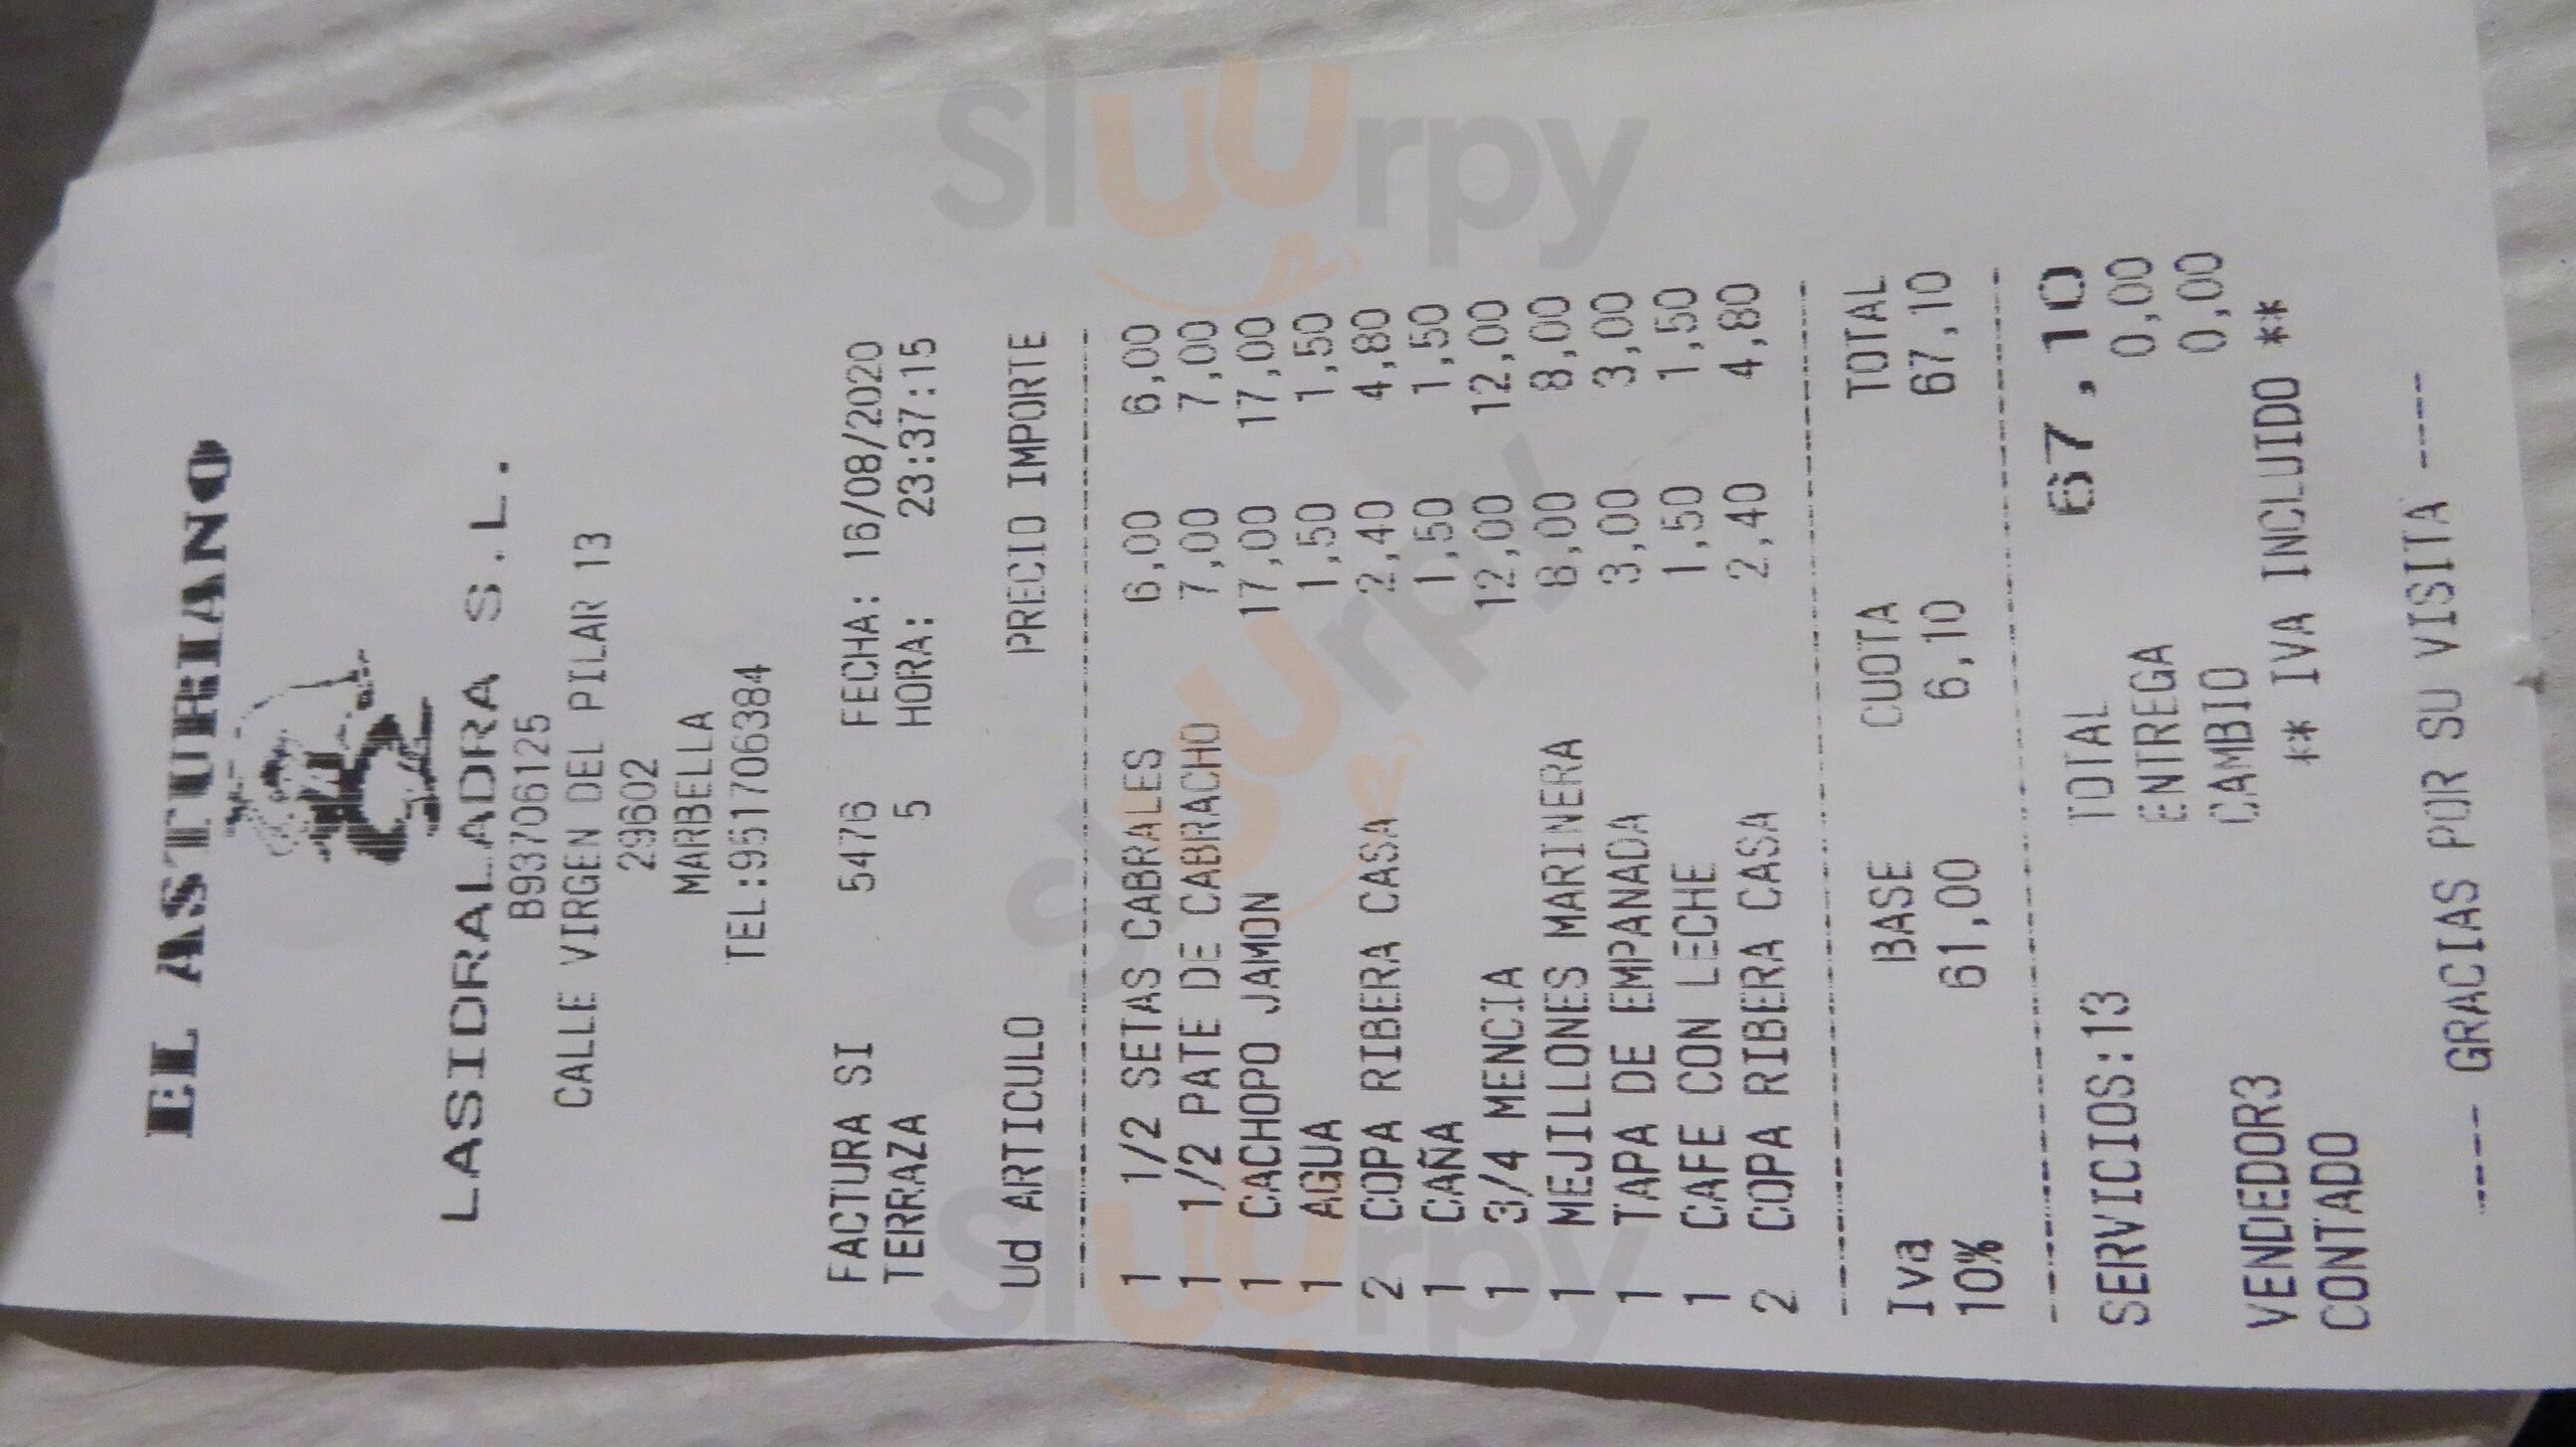 EL ASTURIANO
LASIDRALADRA S.L.
B93706125
CALLE VIRGEN DEL PILAR 13
29602
MARBELLA
TEL:951706384
FACTURA SI 5476 FECHA: 16/08/2020
TERRAZA 5 HORA: 23:37:15
Ud ARTICULO PRECIO IMPORTE
1 1/2 SETAS CABRALES 6,00 6,00
1 1/2 PATE DE CABRACHO 7,00 7,00
1 CACHOPO JAMON 17,00 17,00
1 AGUA 1,50 1,50
2 COPA RIBERA CASA 2,40 4,80
1 CAÑA 1,50 1,50
1 3/4 MENCIA 12,00 12,00
1 MEJILLONES MARINERA 8,00 8,00
1 TAPA DE EMPANADA 3,00 3,00
1 CAFE CON LECHE 1,50 1,50
2 COPA RIBERA CASA 2,40 4,80
Iva BASE CUOTA TOTAL
10% 61,00 6,10 67,10
SERVICIOS:13 TOTAL 67,10
ENTREGA 0,00
VENDEDOR3 CAMBIO 0,00
CONTADO ** IVA INCLUIDO **
---- GRACIAS POR SU VISITA ----
Sluurpy
Sluurpy
Sluurpy